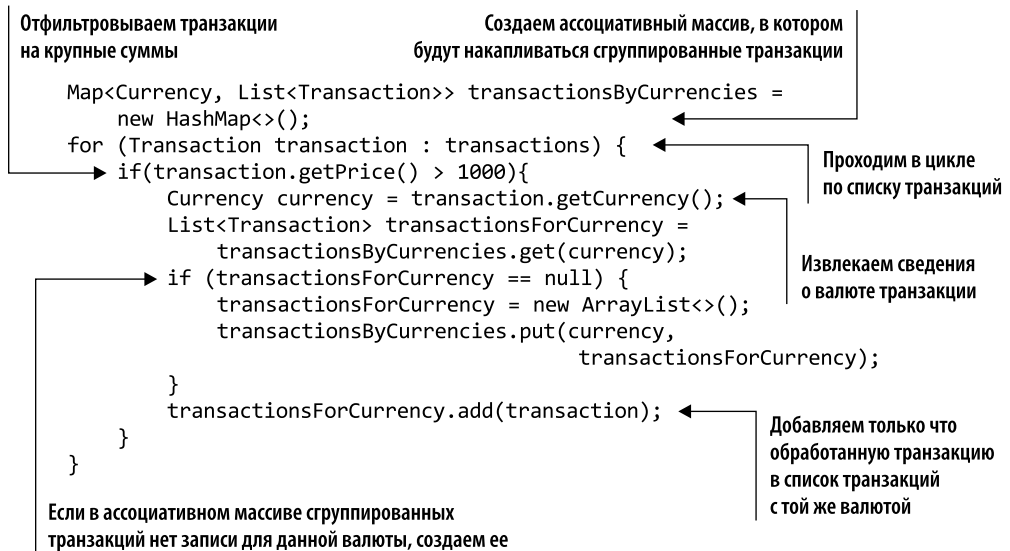 Отфильтровываем транзакции
на крупные суммы
Создаем ассоциативный массив, в котором
будут накапливаться сгруппированные транзакции
Map<Currency, List<Transaction>> transactionsByCurrencies =
new HashMap<>();
for (Transaction transaction : transactions) {
Проходим в цикле
по списку транзакций
if(transaction.getPrice() > 1000){
Currency currency = transaction.getCurrency();
List<Transaction> transactionsForCurrency =
transactionsByCurrencies.get(currency);
Извлекаем сведения
о валюте транзакции
if (transactionsForCurrency == null) {
transactionsForCurrency = new ArrayList<>();
transactionsByCurrencies.put(currency,
transactionsForCurrency);
}
transactionsForCurrency.add(transaction);
Добавляем только что
обработанную транзакцию
в список транзакций
с той же валютой
}
}
Если в ассоциативном массиве сгруппированных
транзакций нет записи для данной валюты, создаем ее